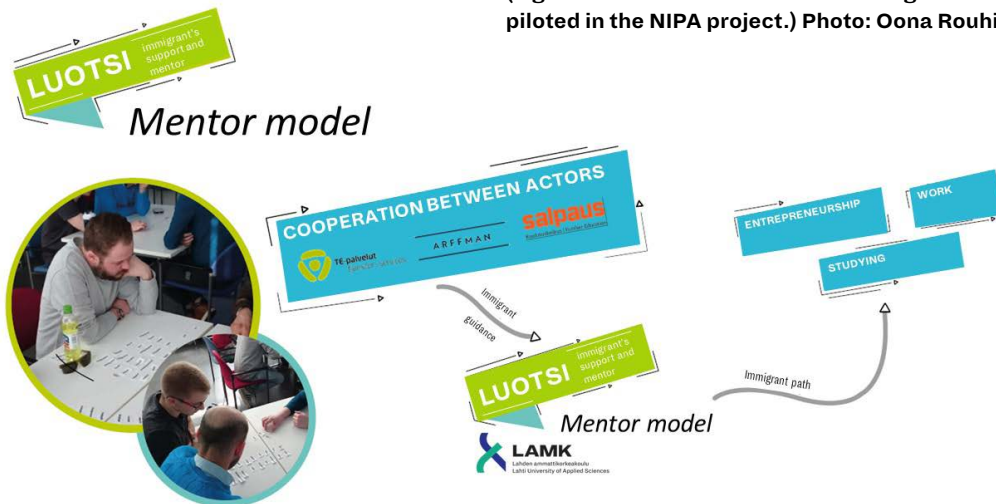 piloted in the NIPA project.) Photo: Oona Rouhi
LUOTSI
immigrant's
support and
mentor
Mentor model
COOPERATION BETWEEN ACTORS
TE-palvelut
ARFFMAN
salpaus
Immigrant
guidance
ENTREPRENEURSHIP
WORK
STUDYING
LUOTSI
immigrant's
support and
mentor
Mentor model
Immigrant path
LAMK
Lahden ammattikorkeakoulu
Lahti University of Applied Sciences